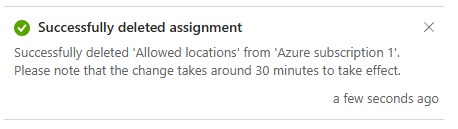 Successfully deleted assignment
Successfully deleted 'Allowed locations' from 'Azure subscription 1'.
Please note that the change takes around 30 minutes to take effect.
a few seconds ago